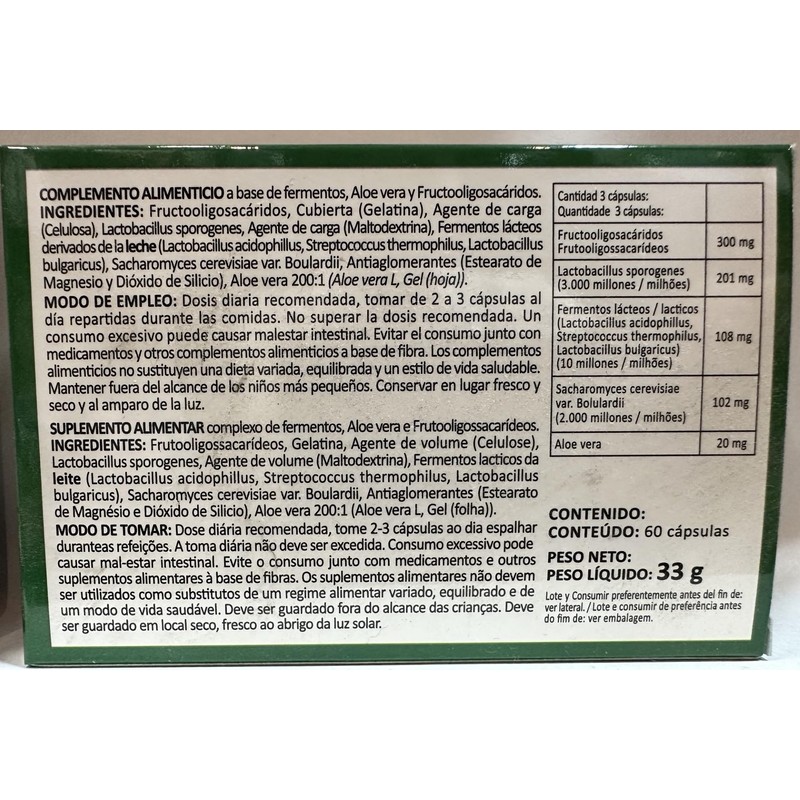 COMPLEMENTO ALIMENTICIO a base de fermentos, Aloe vera y Fructooligosacáridos.
INGREDIENTES: Fructooligosacáridos, Cubierta (Gelatina), Agente de carga
(Celulosa), Lactobacillus sporogenes, Agente de carga (Maltodextrina), Fermentos lácteos
derivados de la leche (Lactobacillus acidophillus, Streptococcus thermophilus, Lactobacillus
bulgaricus), Sacharomyces cerevisiae var. Boulardii; Antiaglomerantes (Estearato de
Magnesio y Dióxido de Silicio), Aloe vera 200:1 (Aloe vera L, Gel (hoja)).
MODO DE EMPLEO: Dosis diaria recomendada, tomar de 2 a 3 cápsulas al
día repartidas durante las comidas. No superar la dosis recomendada. Un
consumo excesivo puede causar malestar intestinal. Evitar el consumo junto con
medicamentos y otros complementos alimenticios a base de fibra. Los complementos
alimenticios no sustituyen una dieta variada, equilibrada y un estilo de vida saludable.
Mantener fuera del alcance de los niños más pequeños. Conservar en lugar fresco y
seco y al amparo de la luz.
SUPLEMENTO ALIMENTAR complexo de fermentos, Aloe vera e Frutooligossacarídeos.
INGREDIENTES: Frutooligossacarídeos, Gelatina, Agente de volume (Celulose),
Lactobacillus sporogenes, Agente de volume (Maltodextrina), Fermentos lacticos da
leite (Lactobacillus acidophillus, Streptococcus thermophilus, Lactobacillus
bulgaricus), Sacharomyces cerevisiae var. Boulardii, Antiaglomerantes (Estearato
de Magnésio e Dióxido de Silicio), Aloe vera 200:1 (Aloe vera L, Gel (folha)).
MODO DE TOMAR: Dose diária recomendada, tome 2-3 cápsulas ao dia espalhar
duranteas refeições. A toma diária não deve ser excedida. Consumo excessivo pode
causar mal-estar intestinal. Evite o consumo junto com medicamentos e outros
suplementos alimentares à base de fibras. Os suplementos alimentares não devem
ser utilizados como substitutos de um regime alimentar variado, equilibrado e de
um modo de vida saudável. Deve ser guardado fora do alcance das crianças. Deve
ser guardado em local seco, fresco ao abrigo da luz solar.
Cantidad 3 cápsulas:
Quantidade 3 cápsulas:
Fructooligosacáridos
Frutooligossacarídeos
300 mg
Lactobacillus sporogenes
(3.000 millones / milhões)
201 mg
Fermentos lácteos / lacticos
(Lactobacillus acidophillus,
Streptococcus thermophilus,
Lactobacillus bulgaricus)
(10 millones / milhões)
108 mg
Sacharomyces cerevisiae
var. Bolulardii
(2.000 millones / milhões)
102 mg
Aloe vera
20 mg
CONTENIDO:
CONTEÚDO: 60 cápsulas
PESO NETO:
PESO LÍQUIDO: 33 g
Lote y Consumir preferentemente antes del fin de:
ver lateral. / Lote e consumir de preferência antes
do fim de: ver embalagem.